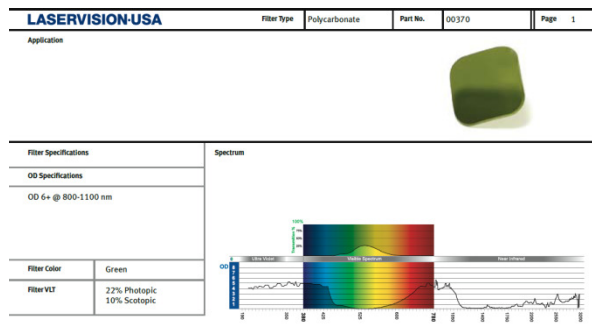 LASERVISION·USA
Filter Type
Polycarbonate
Part No.
00370
Page 1
Application
Filter Specifications
Spectrum
OD Specifications
OD 6+ @ 800-1100 nm
100%
Ultra Violet
Visible Spectrum
Near Infrared
OD
Filter Color
Green
Filter VLT
22% Photopic
10% Scotopic